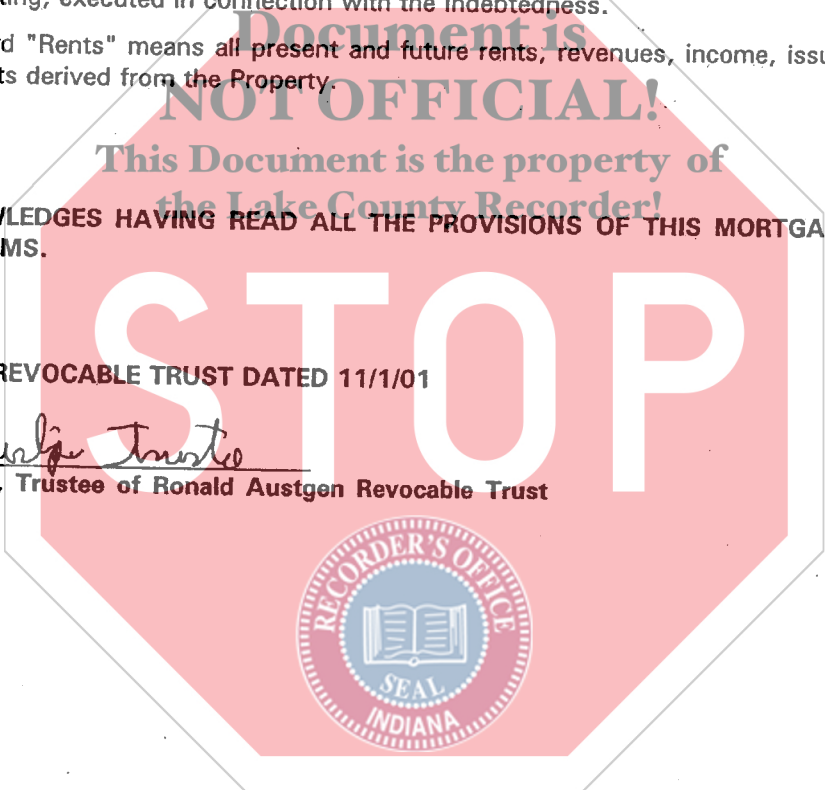 ting, executed in connection with the Indebtedness.
Document is
rd "Rents" means all present and future rents, revenues, income, issu
ts derived from the Property.
NOT OFFICIAL!
This Document is the property of
the Lake County Recorder!
LEDGES HAVING READ ALL THE PROVISIONS OF THIS MORTGA
MS.
STOP
REVOCABLE TRUST DATED 11/1/01
Trustee
, Trustee of Ronald Austgen Revocable Trust
RECORDER'S OFFICE
SEAL
INDIANA